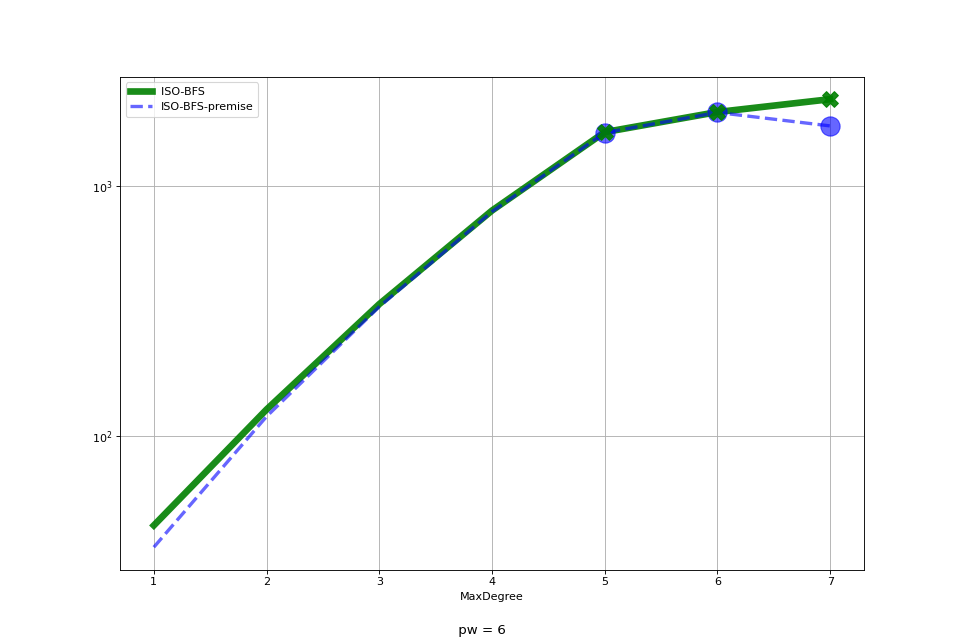 ISO-BFS
ISO-BFS-premise
10³
10²
1 2 3 4 5 6 7
MaxDegree
pw = 6